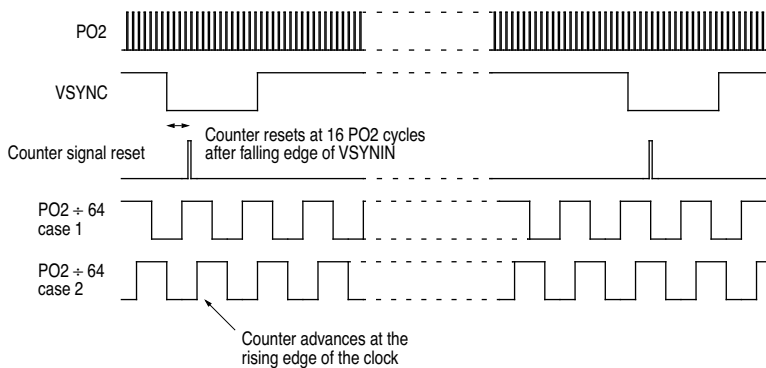 PO2
VSYNC
Counter resets at 16 PO2 cycles
after falling edge of VSYNIN
Counter signal reset
PO2 ÷ 64
case 1
PO2 ÷ 64
case 2
Counter advances at the
rising edge of the clock